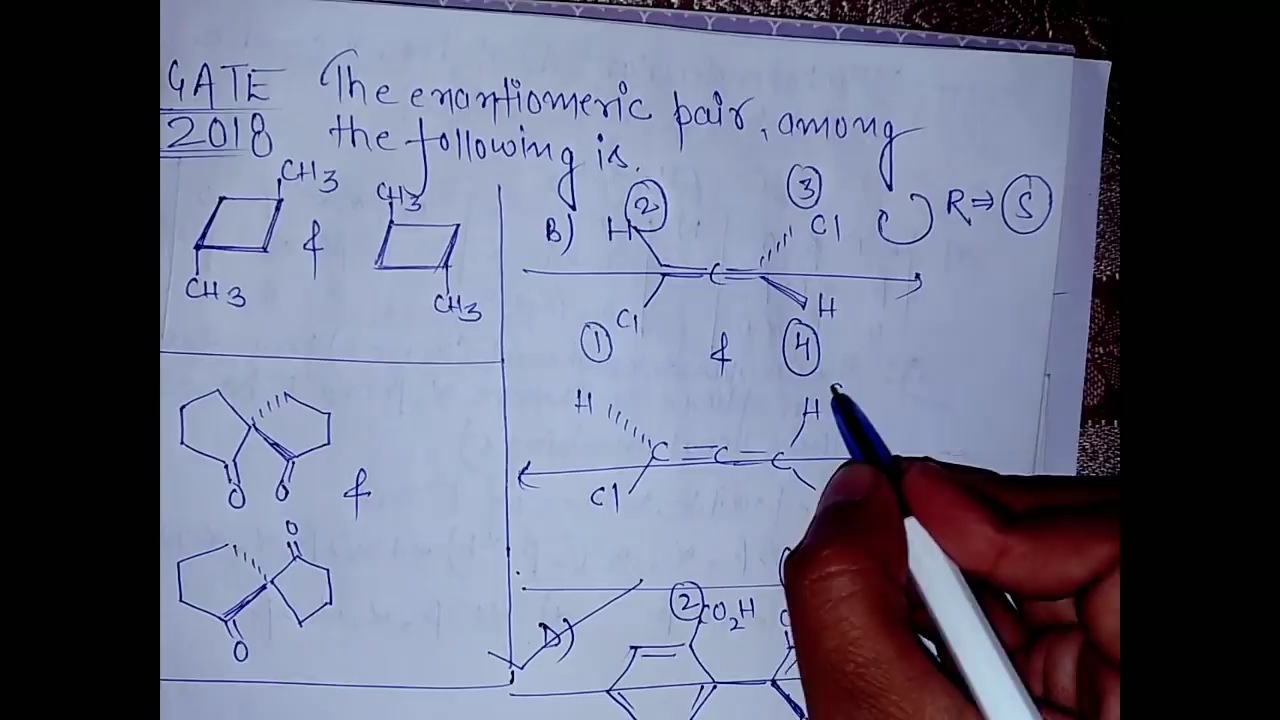 GATE The enantiomeric pair, among
2018 the following is.
CH3
CH3
&
CH3
CH3
B) H 2 3 Cl R ⇒ S
C
Cl H
1 & 4
H H
C = C = C
Cl
O O &
O
O
D) 2 CO2H